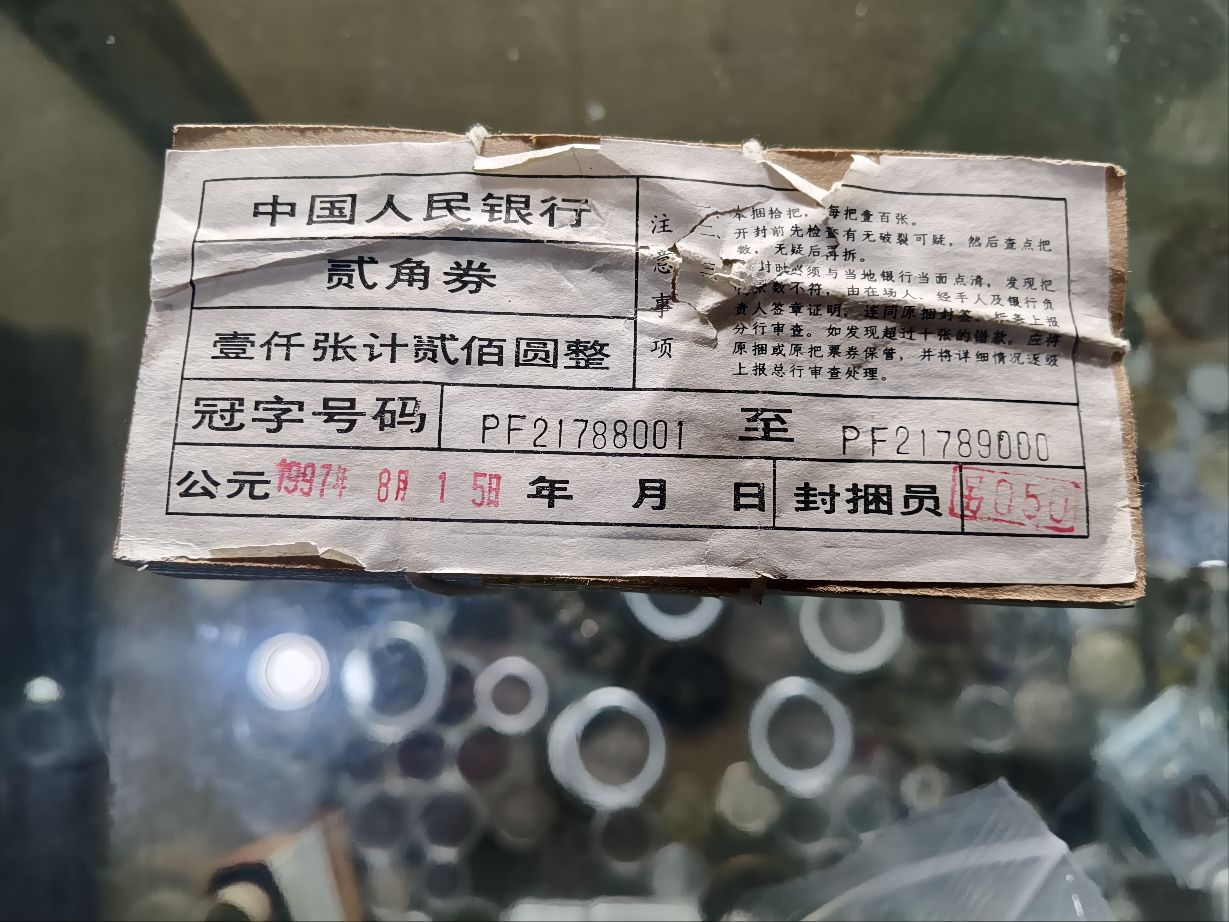 中国人民银行
贰角券
壹仟张计贰佰圆整
注意事项
本捆拾把，每把壹百张。
二、开封前先检查有无破裂可疑，然后查点把
数，无疑后再拆。
三、封时必须与当地银行当面点清，发现把
张数不符，由在场人、经手人及银行负
责人签章证明，连同原捆封签、上报
分行审查。如发现超过十张的错款，应将
原捆或原把票券保管，并将详细情况逐级
上报总行审查处理。
冠字号码 PF21788001 至 PF21789000
公元 1997年 8月 1 5日 年 月 日 封捆员 050